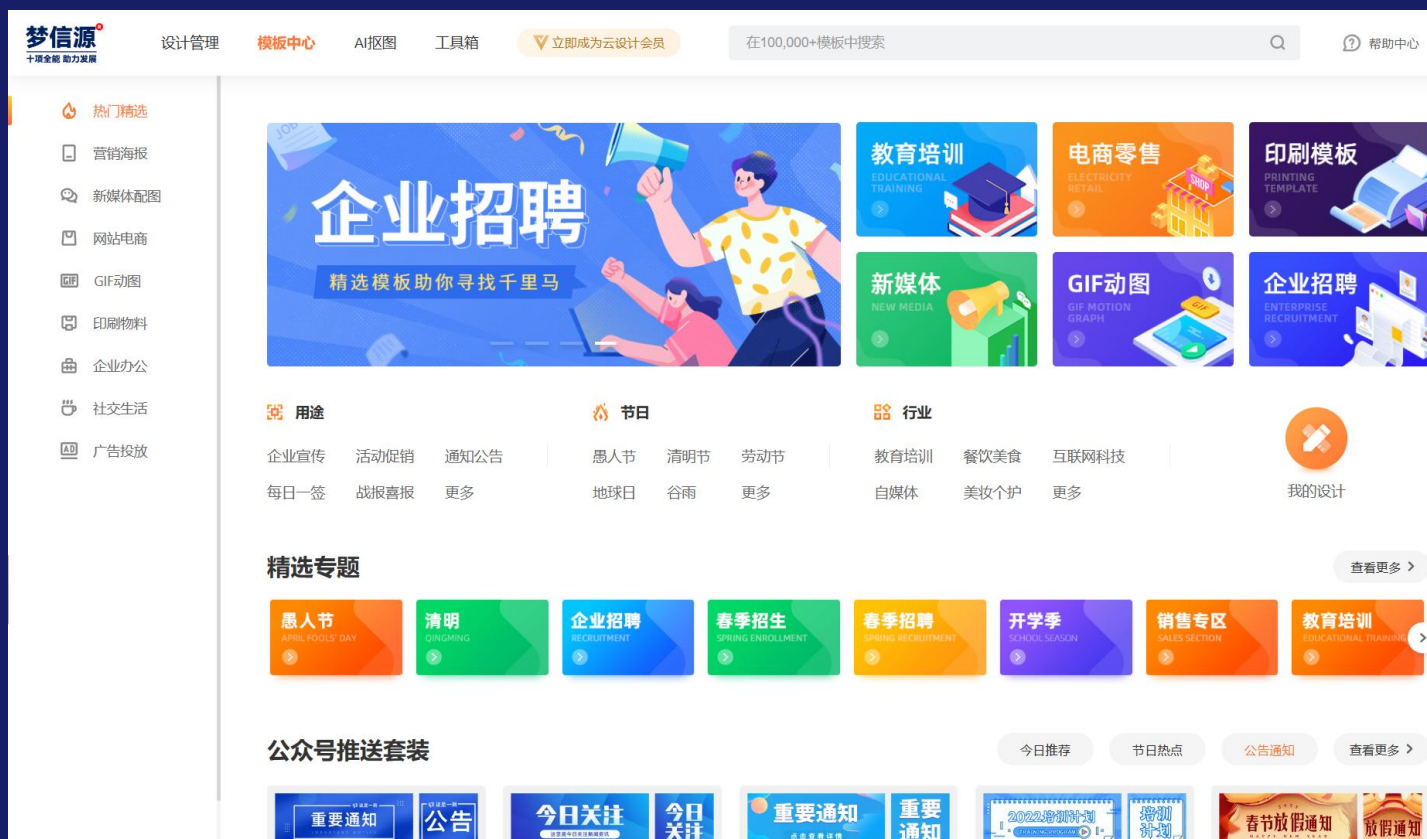 梦信源
十项全能 助力发展
设计管理
模板中心
AI抠图
工具箱
立即成为云设计会员
在100,000+模板中搜索
帮助中心
热门精选
营销海报
新媒体配图
网站电商
GIF动图
印刷物料
企业办公
社交生活
广告投放
JOB
企业招聘
精选模板助你寻找千里马
教育培训
EDUCATIONAL
TRAINING
电商零售
ELECTRICITY
RETAIL
SHOP
印刷模板
PRINTING
TEMPLATE
新媒体
NEW MEDIA
GIF动图
GIF MOTION
GRAPH
GIF
企业招聘
ENTERPRISE
RECRUITMENT
用途
企业宣传 活动促销 通知公告
每日一签 战报喜报 更多
节日
愚人节 清明节 劳动节
地球日 谷雨 更多
行业
教育培训 餐饮美食 互联网科技
自媒体 美妆个护 更多
我的设计
精选专题
查看更多
愚人节
APRIL FOOLS' DAY
清明
QINGMING
企业招聘
RECRUITMENT
春季招生
SPRING ENROLLMENT
春季招聘
SPRING RECRUITMENT
开学季
SCHOOL SEASON
销售专区
SALES SECTION
教育培训
EDUCATIONAL TRAINING
公众号推送套装
今日推荐
节日热点
公告通知
查看更多
重要通知
公告
今日关注
今日
关注
重要通知
点击查看详情
重要
通知
2022培训计划
TRAINING PROGRAM
培训
计划
春节放假通知
HAPPY NEW YEAR
放假通知